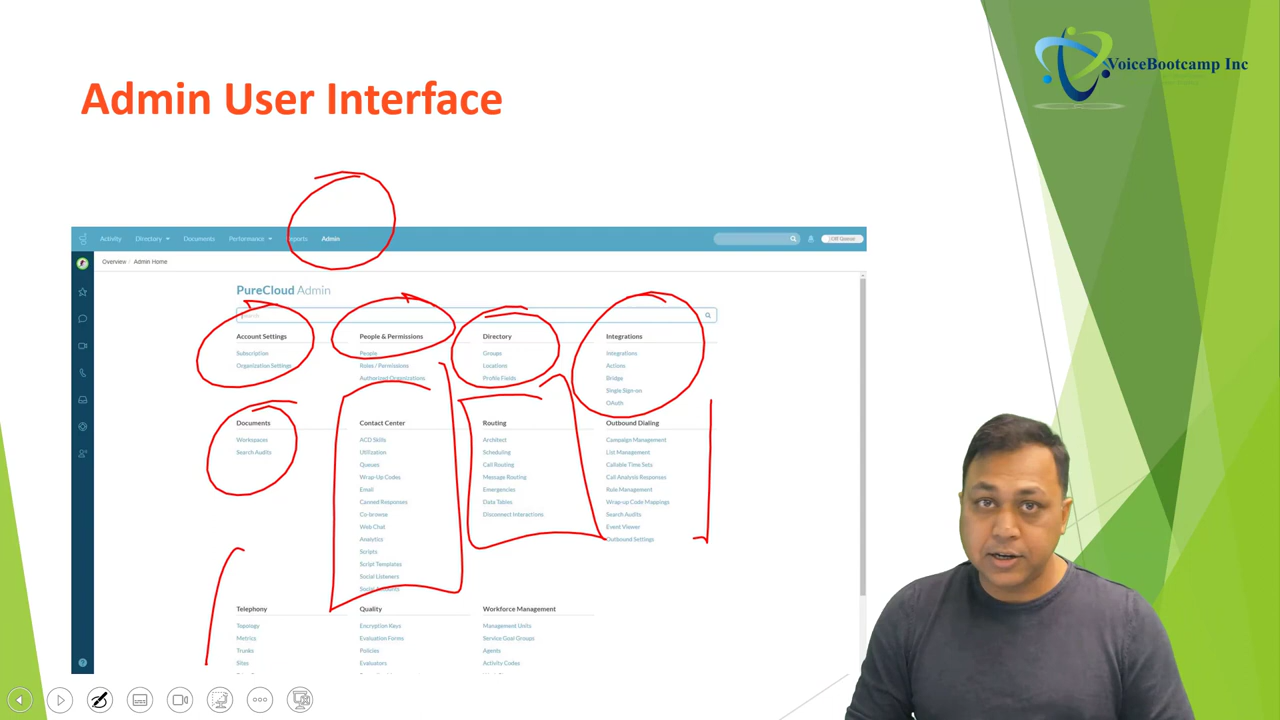 VoiceBootcamp Inc
Admin User Interface
Activity Directory Documents Performance Admin Off Queue
Overview / Admin Home
PureCloud Admin
Account Settings People & Permissions Directory Integrations
Subscription People Groups Integrations
Organization Settings Roles / Permissions Locations Actions
Authorized Organizations Profile Fields Bridge
Single Sign-on
OAuth
Documents Contact Center Routing Outbound Dialing
Workspaces ACD Skills Architect Campaign Management
Search Audits Utilization Scheduling List Management
Queues Call Routing Callable Time Sets
Wrap-Up Codes Message Routing Call Analysis Responses
Email Emergencies Rule Management
Canned Responses Data Tables Wrap-up Code Mappings
Co-browse Disconnect Interactions Search Audits
Web Chat Event Viewer
Analytics Outbound Settings
Scripts
Script Templates
Social Listeners
Telephony Quality Workforce Management
Topology Encryption Keys Management Units
Metrics Evaluation Forms Service Goal Groups
Trunks Policies Agents
Sites Evaluators Activity Codes